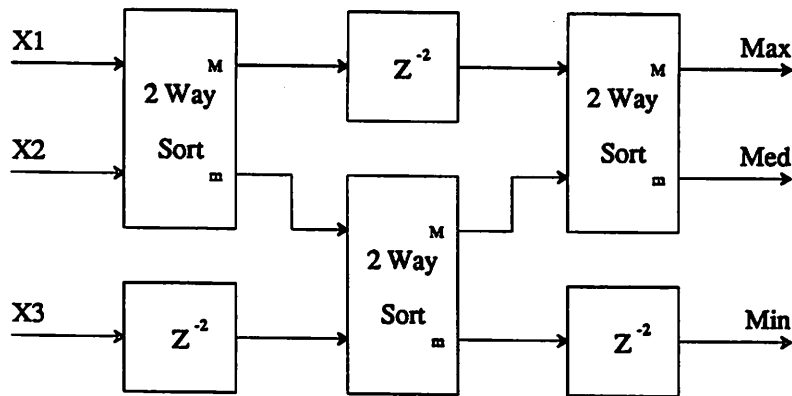 X1
M
2 Way
X2
Sort
m
Z⁻²
M
2 Way
Sort
m
Max
Med
X3
Z⁻²
M
2 Way
Sort
m
Z⁻²
Min